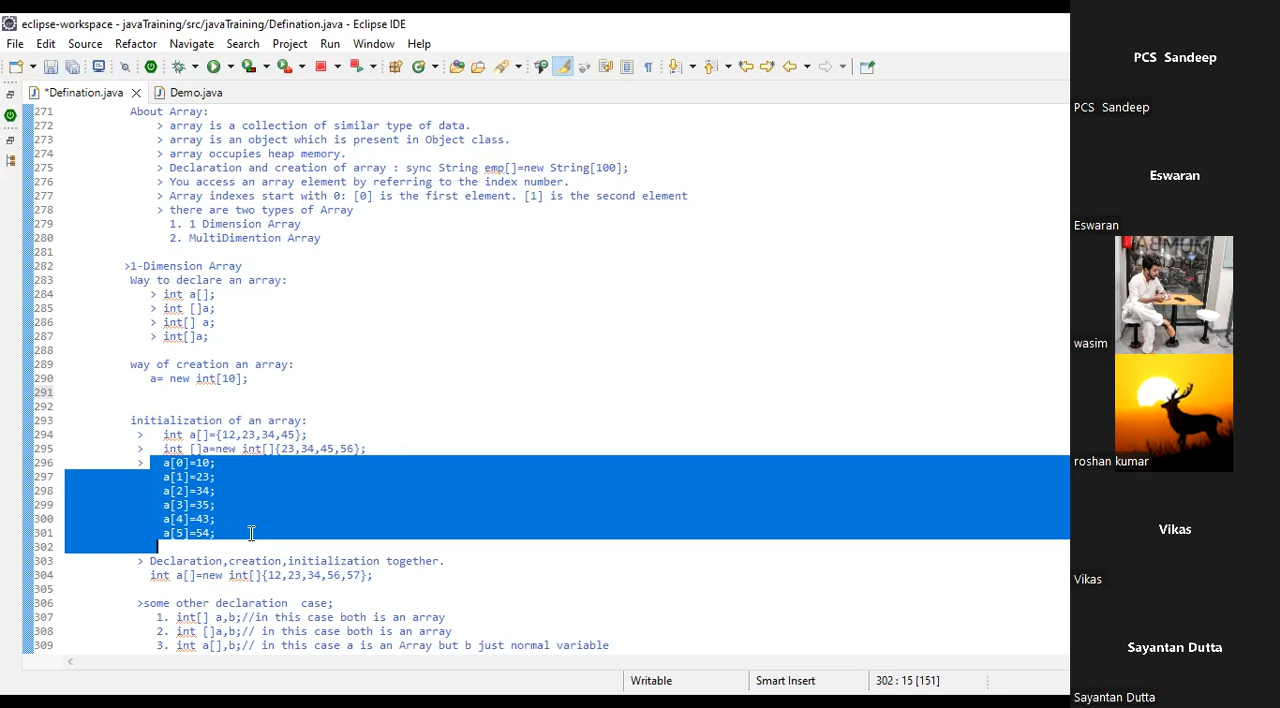 eclipse-workspace - javaTraining/src/javaTraining/Defination.java - Eclipse IDE
File Edit Source Refactor Navigate Search Project Run Window Help
*Defination.java Demo.java
271 About Array:
272 > array is a collection of similar type of data.
273 > array is an object which is present in Object class.
274 > array occupies heap memory.
275 > Declaration and creation of array : sync String emp[]=new String[100];
276 > You access an array element by referring to the index number.
277 > Array indexes start with 0: [0] is the first element. [1] is the second element
278 > there are two types of Array
279 1. 1 Dimension Array
280 2. MultiDimention Array
281
282 >1-Dimension Array
283 Way to declare an array:
284 > int a[];
285 > int []a;
286 > int[] a;
287 > int[]a;
288
289 way of creation an array:
290 a= new int[10];
291
292
293 initialization of an array:
294 > int a[]={12,23,34,45};
295 > int []a=new int[]{23,34,45,56};
296 > a[0]=10;
297 a[1]=23;
298 a[2]=34;
299 a[3]=35;
300 a[4]=43;
301 a[5]=54;
302
303 > Declaration,creation,initialization together.
304 int a[]=new int[]{12,23,34,56,57};
305
306 >some other declaration case;
307 1. int[] a,b;//in this case both is an array
308 2. int []a,b;// in this case both is an array
309 3. int a[],b;// in this case a is an Array but b just normal variable
Writable Smart Insert 302 : 15 [151]
PCS Sandeep
PCS Sandeep
Eswaran
Eswaran
MUMBAI
wasim
roshan kumar
Vikas
Vikas
Sayantan Dutta
Sayantan Dutta